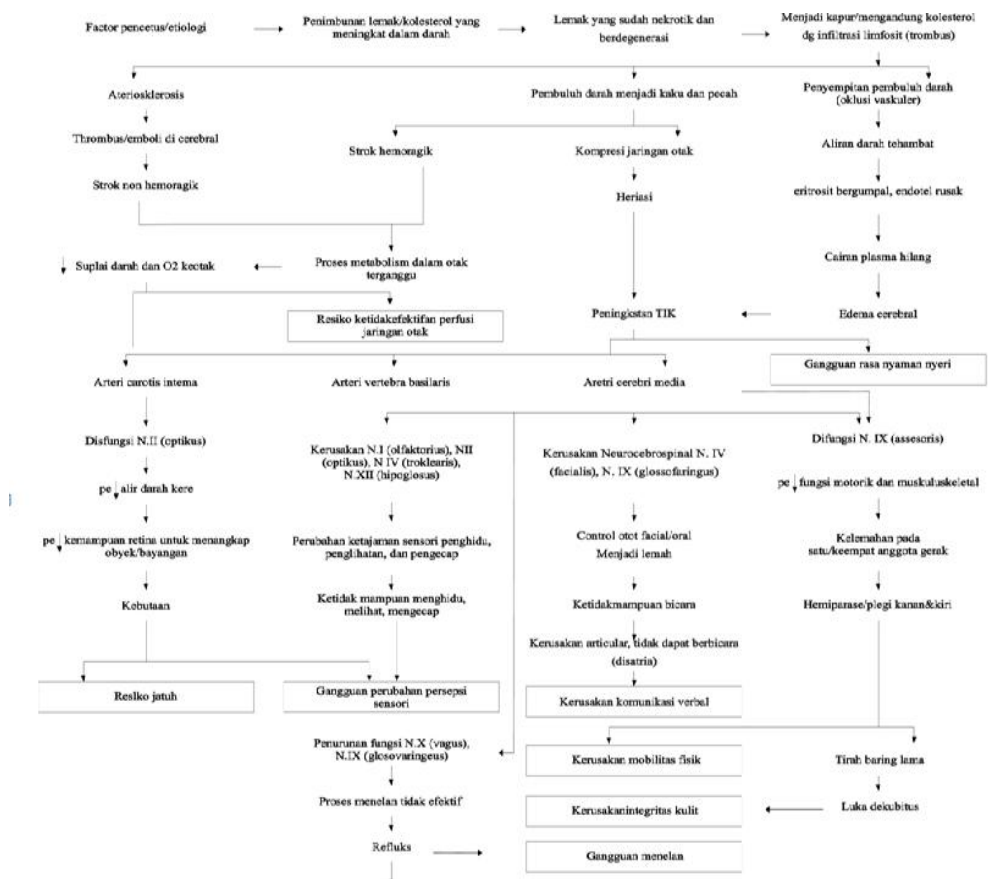 Factor pencetus/etiologi
Penimbunan lemak/kolesterol yang
meningkat dalam darah
Lemak yang sudah nekrotik dan
berdegenerasi
Menjadi kapur/mengandung kolesterol
dg infiltrasi limfosit (trombus)
Ateriosklerosis
Pembuluh darah menjadi kaku dan pecah
Penyempitan pembuluh darah
(oklusi vaskuler)
Thrombus/emboli di cerebral
Strok hemoragik
Kompresi jaringan otak
Aliran darah tehambat
Strok non hemoragik
Heriasi
eritrosit bergumpal, endotel rusak
Suplai darah dan O2 keotak
Proses metabolism dalam otak
terganggu
Cairan plasma hilang
Resiko ketidakefektifan perfusi
jaringan otak
Peningkatan TIK
Edema cerebral
Gangguan rasa nyaman nyeri
Arteri carotis interna
Arteri vertebra basilaris
Aretri cerebri media
Disfungsi N.II (optikus)
Kerusakan N.I (olfaktorius), NII
(optikus), N IV (troklearis),
N.XII (hipoglosus)
Kerusakan Neurocebrospinal N. IV
(facialis), N. IX (glossofaringus)
Difungsi N. IX (assesoris)
pe alir darah kere
pe fungsi motorik dan muskuluskeletal
pe kemampuan retina untuk menangkap
obyek/bayangan
Perubahan ketajaman sensori penghidu,
penglihatan, dan pengecap
Control otot facial/oral
Menjadi lemah
Kelemahan pada
satu/keempat anggota gerak
Kebutaan
Ketidak mampuan menghidu,
melihat, mengecap
Ketidakmampuan bicara
Hemiparase/plegi kanan&kiri
Kerusakan articular, tidak dapat berbicara
(disatria)
Resiko jatuh
Gangguan perubahan persepsi
sensori
Kerusakan komunikasi verbal
Penurunan fungsi N.X (vagus),
N.IX (glosovaringeus)
Kerusakan mobilitas fisik
Tirah baring lama
Proses menelan tidak efektif
Kerusakanintegritas kulit
Luka dekubitus
Refluks
Gangguan menelan